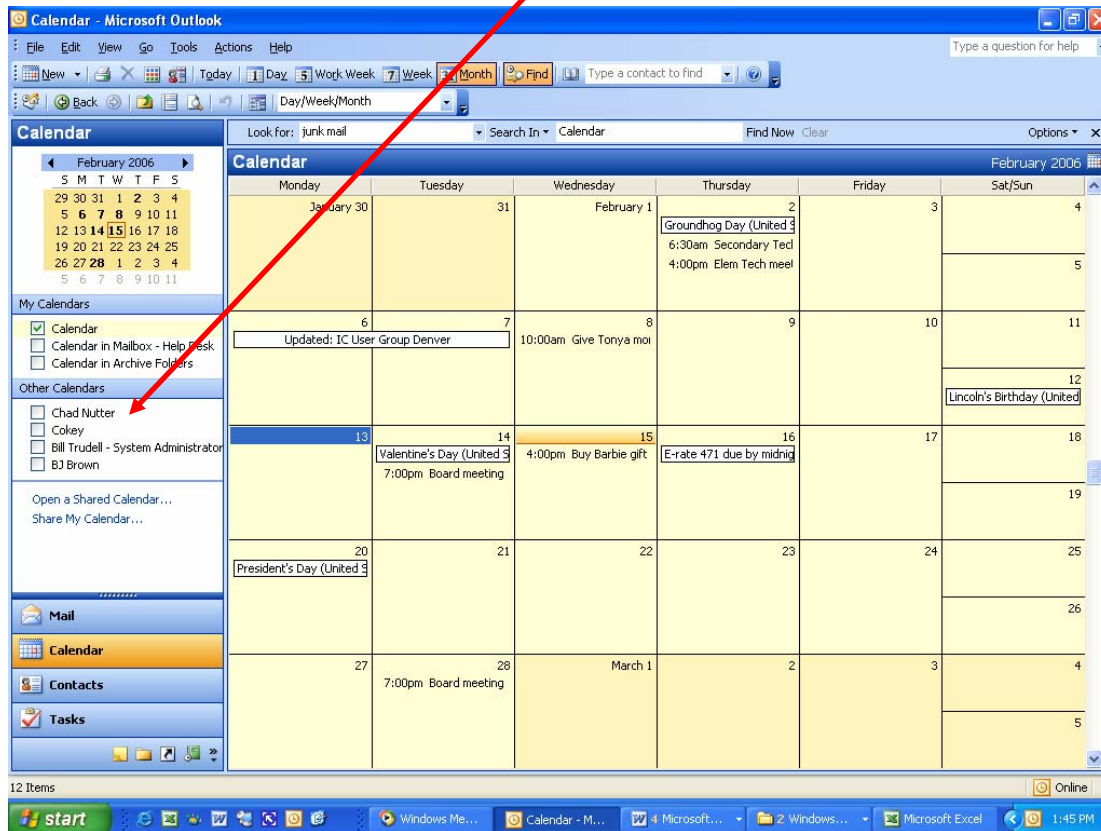 Calendar - Microsoft Outlook
File Edit View Go Tools Actions Help
Type a question for help
New Today 1 Day 5 Work Week 7 Week 31 Month Find Type a contact to find
Back Day/Week/Month
Calendar
Look for: junk mail Search In Calendar Find Now Clear Options
February 2006
S M T W T F S
29 30 31 1 2 3 4
5 6 7 8 9 10 11
12 13 14 15 16 17 18
19 20 21 22 23 24 25
26 27 28 1 2 3 4
5 6 7 8 9 10 11
My Calendars
Calendar
Calendar in Mailbox - Help Desk
Calendar in Archive Folders
Other Calendars
Chad Nutter
Cokey
Bill Trudell - System Administrator
BJ Brown
Open a Shared Calendar...
Share My Calendar...
Mail
Calendar
Contacts
Tasks
Calendar February 2006
Monday Tuesday Wednesday Thursday Friday Sat/Sun
January 30 31 February 1 2 3 4
Groundhog Day (United S
6:30am Secondary Tecl
4:00pm Elem Tech meel
5
6 7 8 9 10 11
Updated: IC User Group Denver
10:00am Give Tonya moi
12
Lincoln's Birthday (United
13 14 15 16 17 18
Valentine's Day (United S
4:00pm Buy Barbie gift
E-rate 471 due by midnig
7:00pm Board meeting
19
20 21 22 23 24 25
President's Day (United S
26
27 28 March 1 2 3 4
7:00pm Board meeting
5
12 Items
Online
start
Windows Me...
Calendar - M...
4 Microsoft...
2 Windows...
Microsoft Excel
1:45 PM